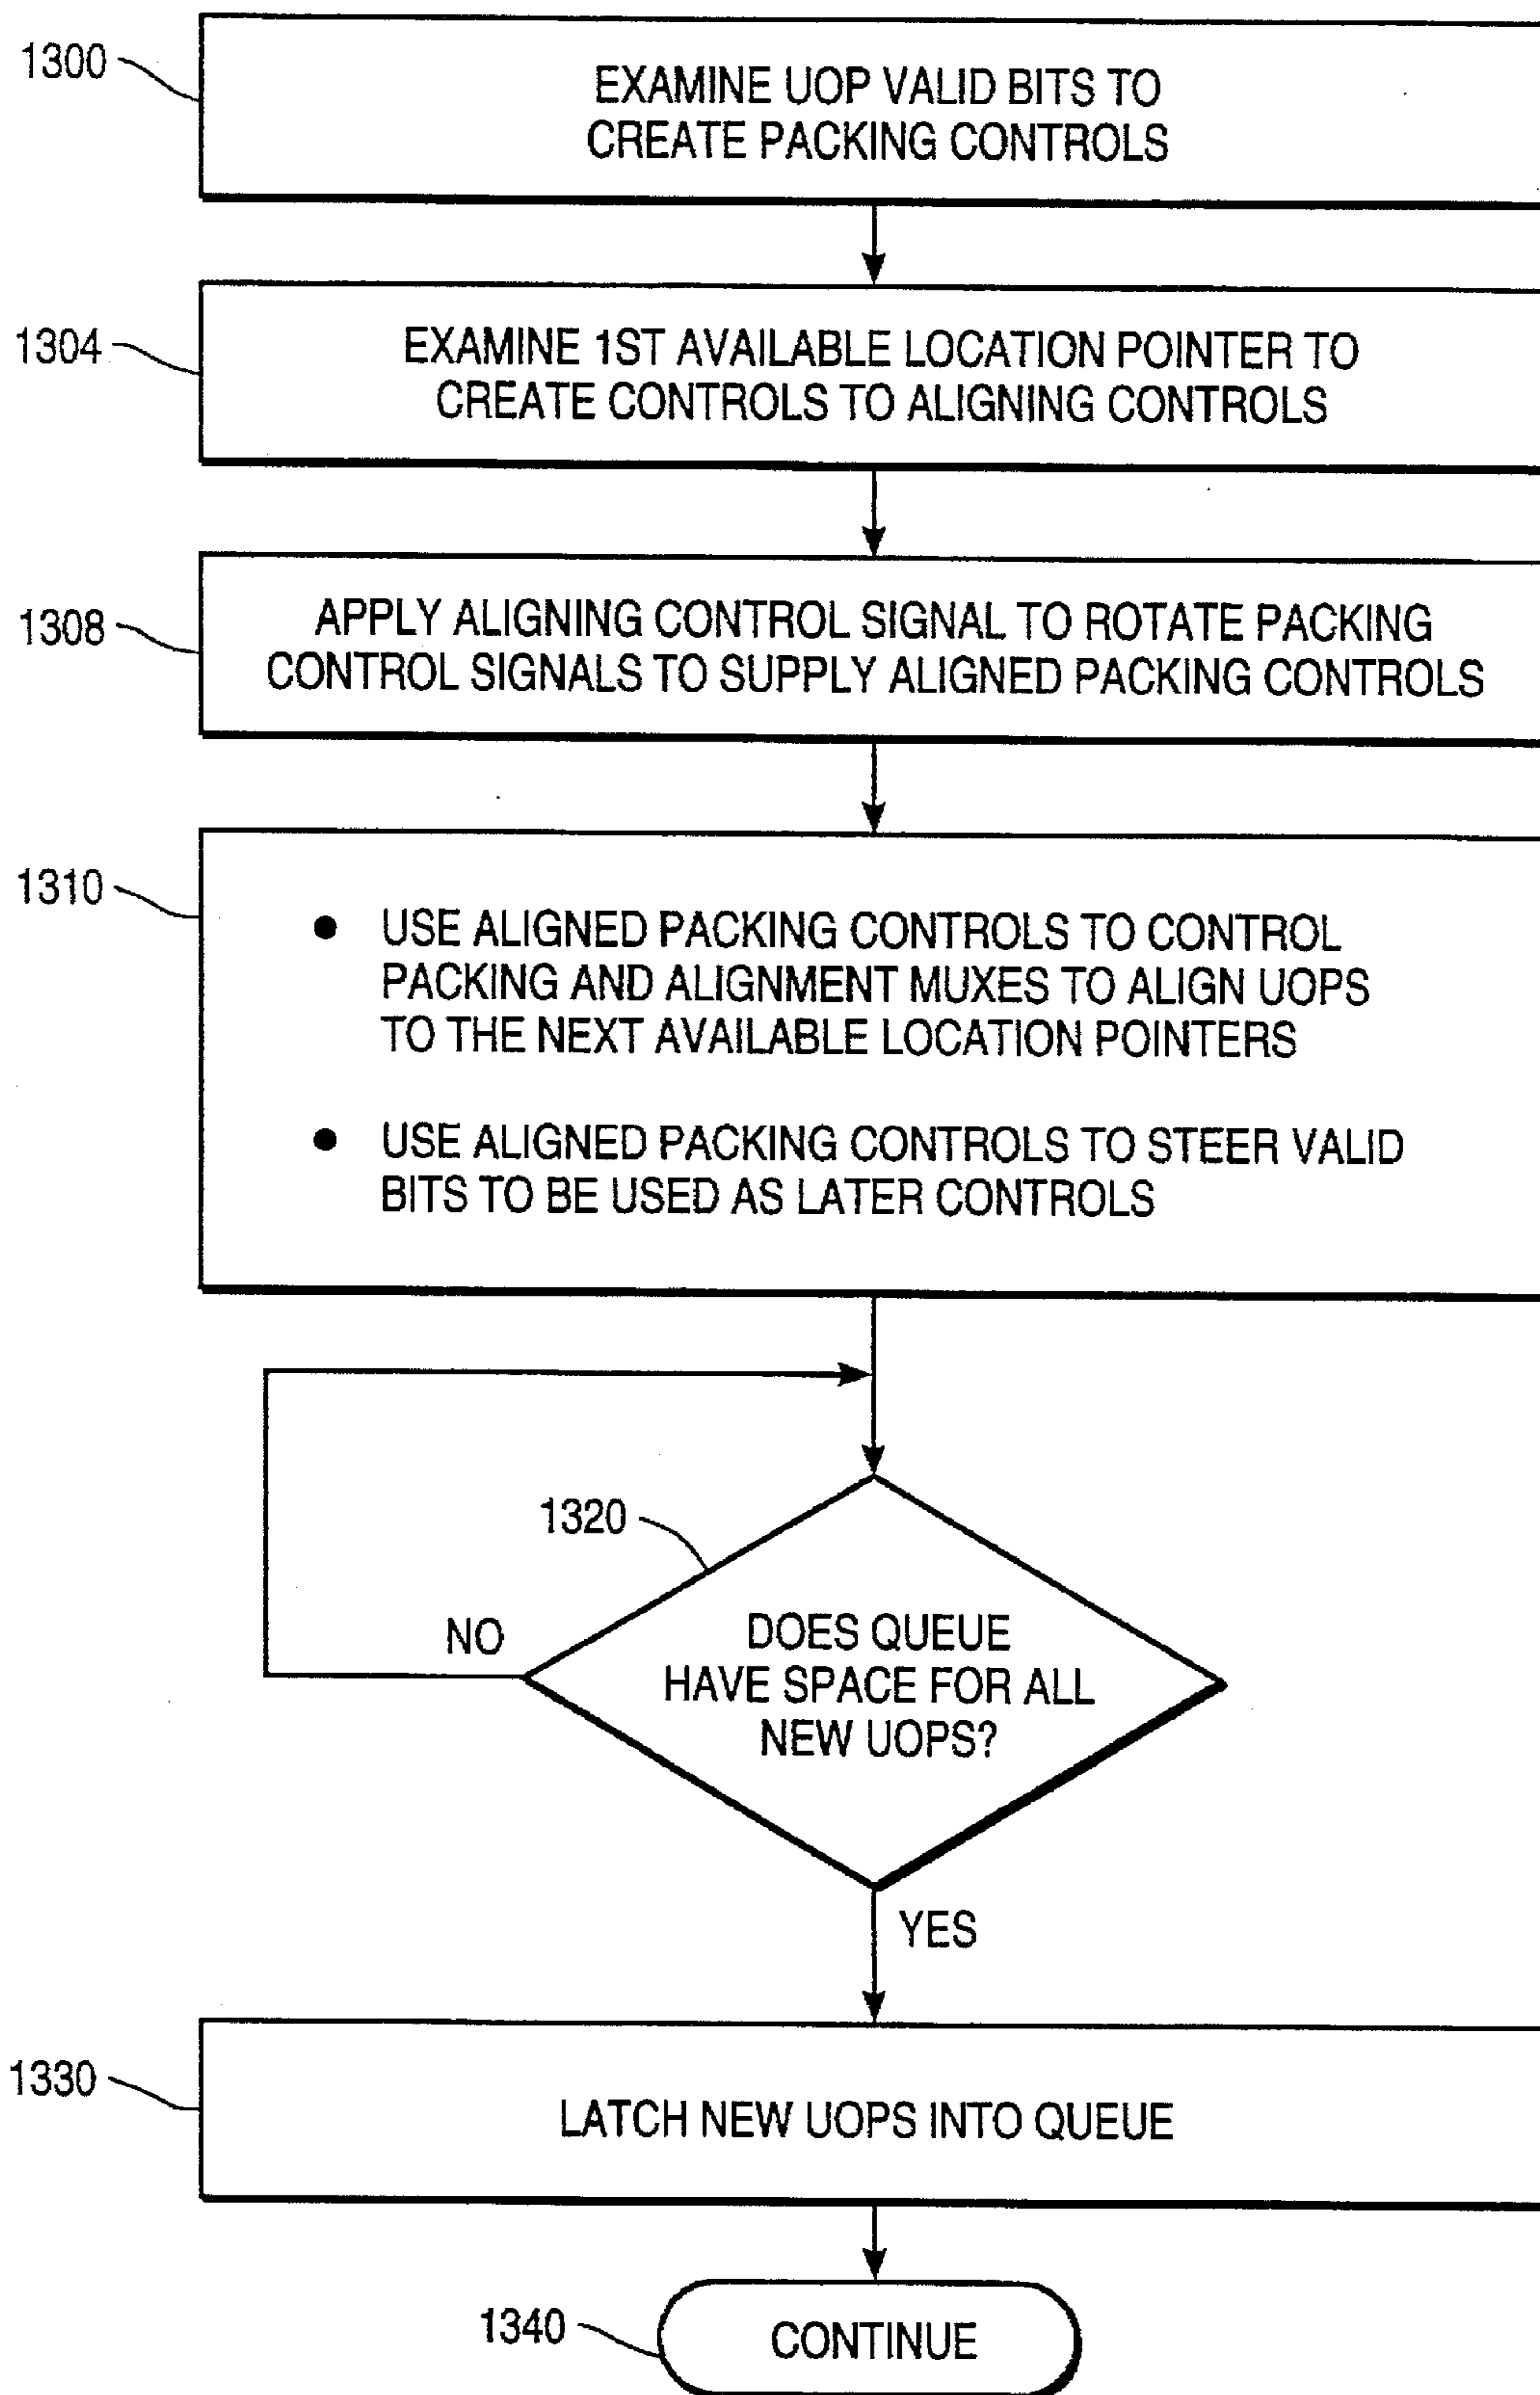 1300
EXAMINE UOP VALID BITS TO
CREATE PACKING CONTROLS
1304
EXAMINE 1ST AVAILABLE LOCATION POINTER TO
CREATE CONTROLS TO ALIGNING CONTROLS
1308
APPLY ALIGNING CONTROL SIGNAL TO ROTATE PACKING
CONTROL SIGNALS TO SUPPLY ALIGNED PACKING CONTROLS
1310
● USE ALIGNED PACKING CONTROLS TO CONTROL
PACKING AND ALIGNMENT MUXES TO ALIGN UOPS
TO THE NEXT AVAILABLE LOCATION POINTERS
● USE ALIGNED PACKING CONTROLS TO STEER VALID
BITS TO BE USED AS LATER CONTROLS
1320
NO
DOES QUEUE
HAVE SPACE FOR ALL
NEW UOPS?
YES
1330
LATCH NEW UOPS INTO QUEUE
1340
CONTINUE